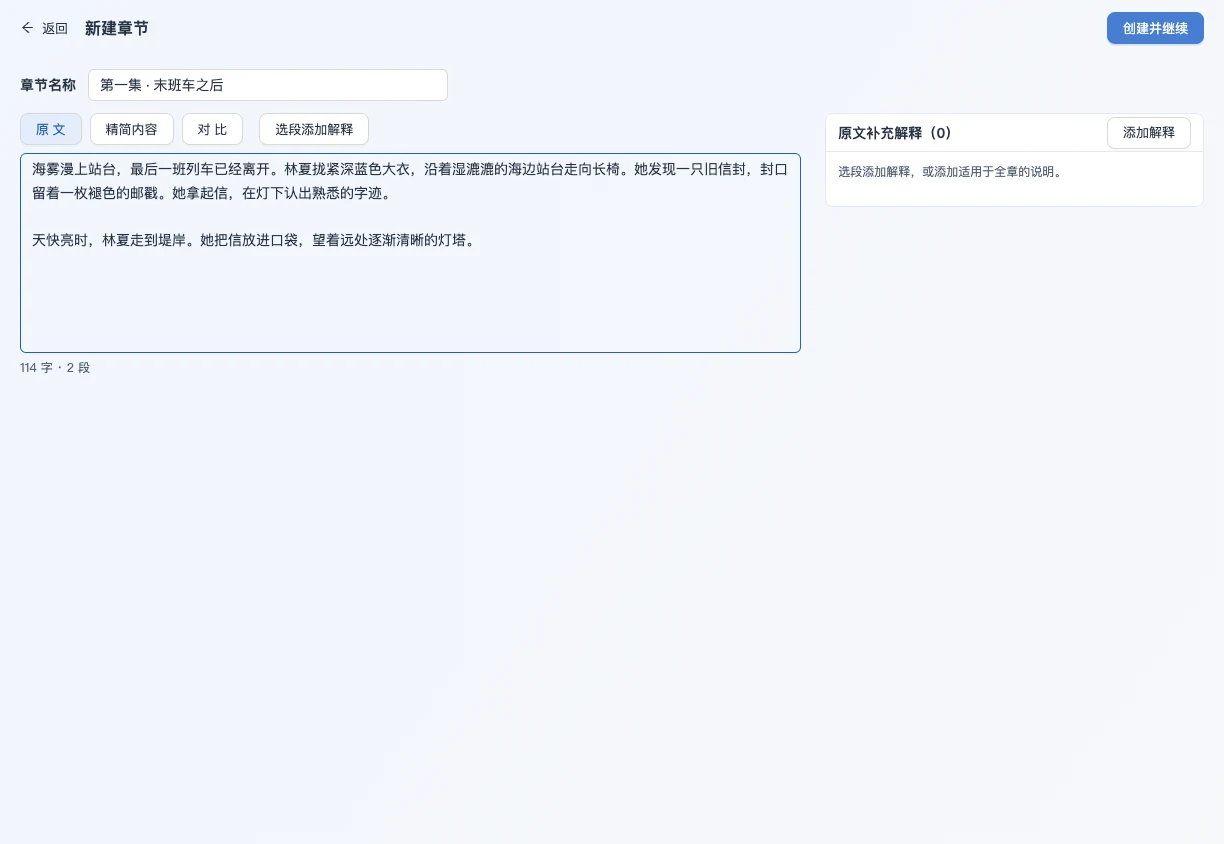 返回 新建章节 创建并继续
章节名称 第一集 · 末班车之后
原文 精简内容 对比 选段添加解释
海雾漫上站台，最后一班列车已经离开。林夏拢紧深蓝色大衣，沿着湿漉漉的海边站台走向长椅。她发现一只旧信封，封口
留着一枚褪色的邮戳。她拿起信，在灯下认出熟悉的字迹。
天快亮时，林夏走到堤岸。她把信放进口袋，望着远处逐渐清晰的灯塔。
114 字 · 2 段
原文补充解释（0） 添加解释
选段添加解释，或添加适用于全章的说明。